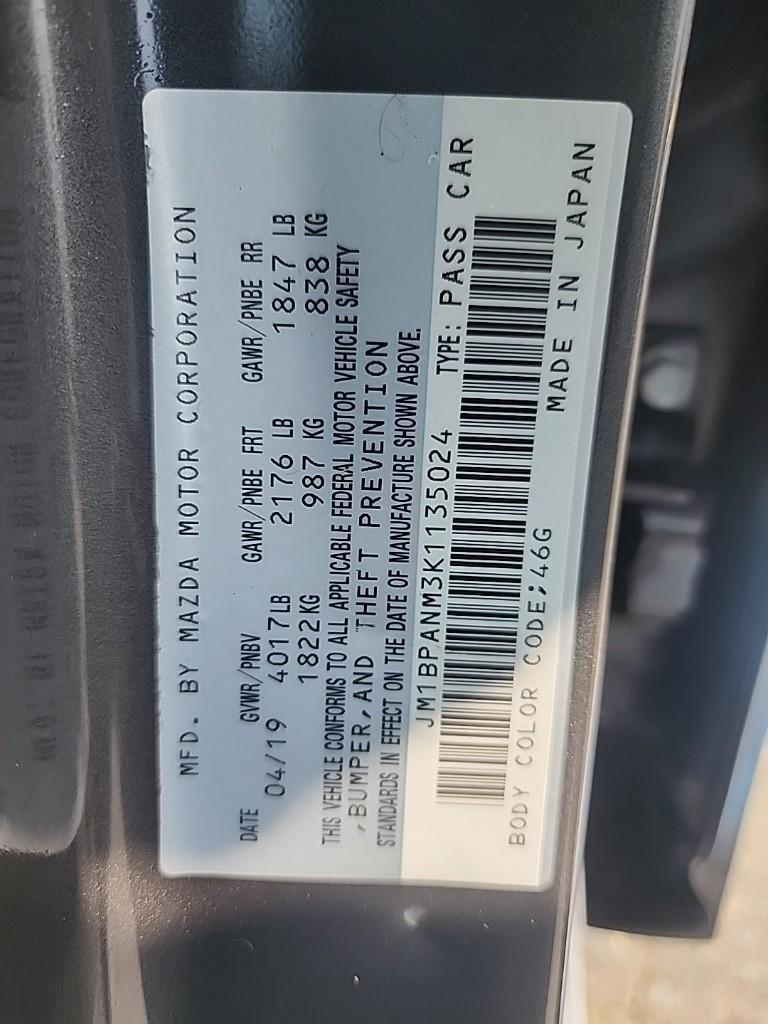 MFD. BY MAZDA MOTOR CORPORATION
DATE GVWR/PNBV GAWR/PNBE FRT GAWR/PNBE RR
04/19 4017LB 2176 LB 1847 LB
1822KG 987 KG 838 KG
THIS VEHICLE CONFORMS TO ALL APPLICABLE FEDERAL MOTOR VEHICLE SAFETY
,BUMPER,AND THEFT PREVENTION
STANDARDS IN EFFECT ON THE DATE OF MANUFACTURE SHOWN ABOVE.
JM1BPANM3K1135024 TYPE: PASS CAR
BODY COLOR CODE;46G MADE IN JAPAN